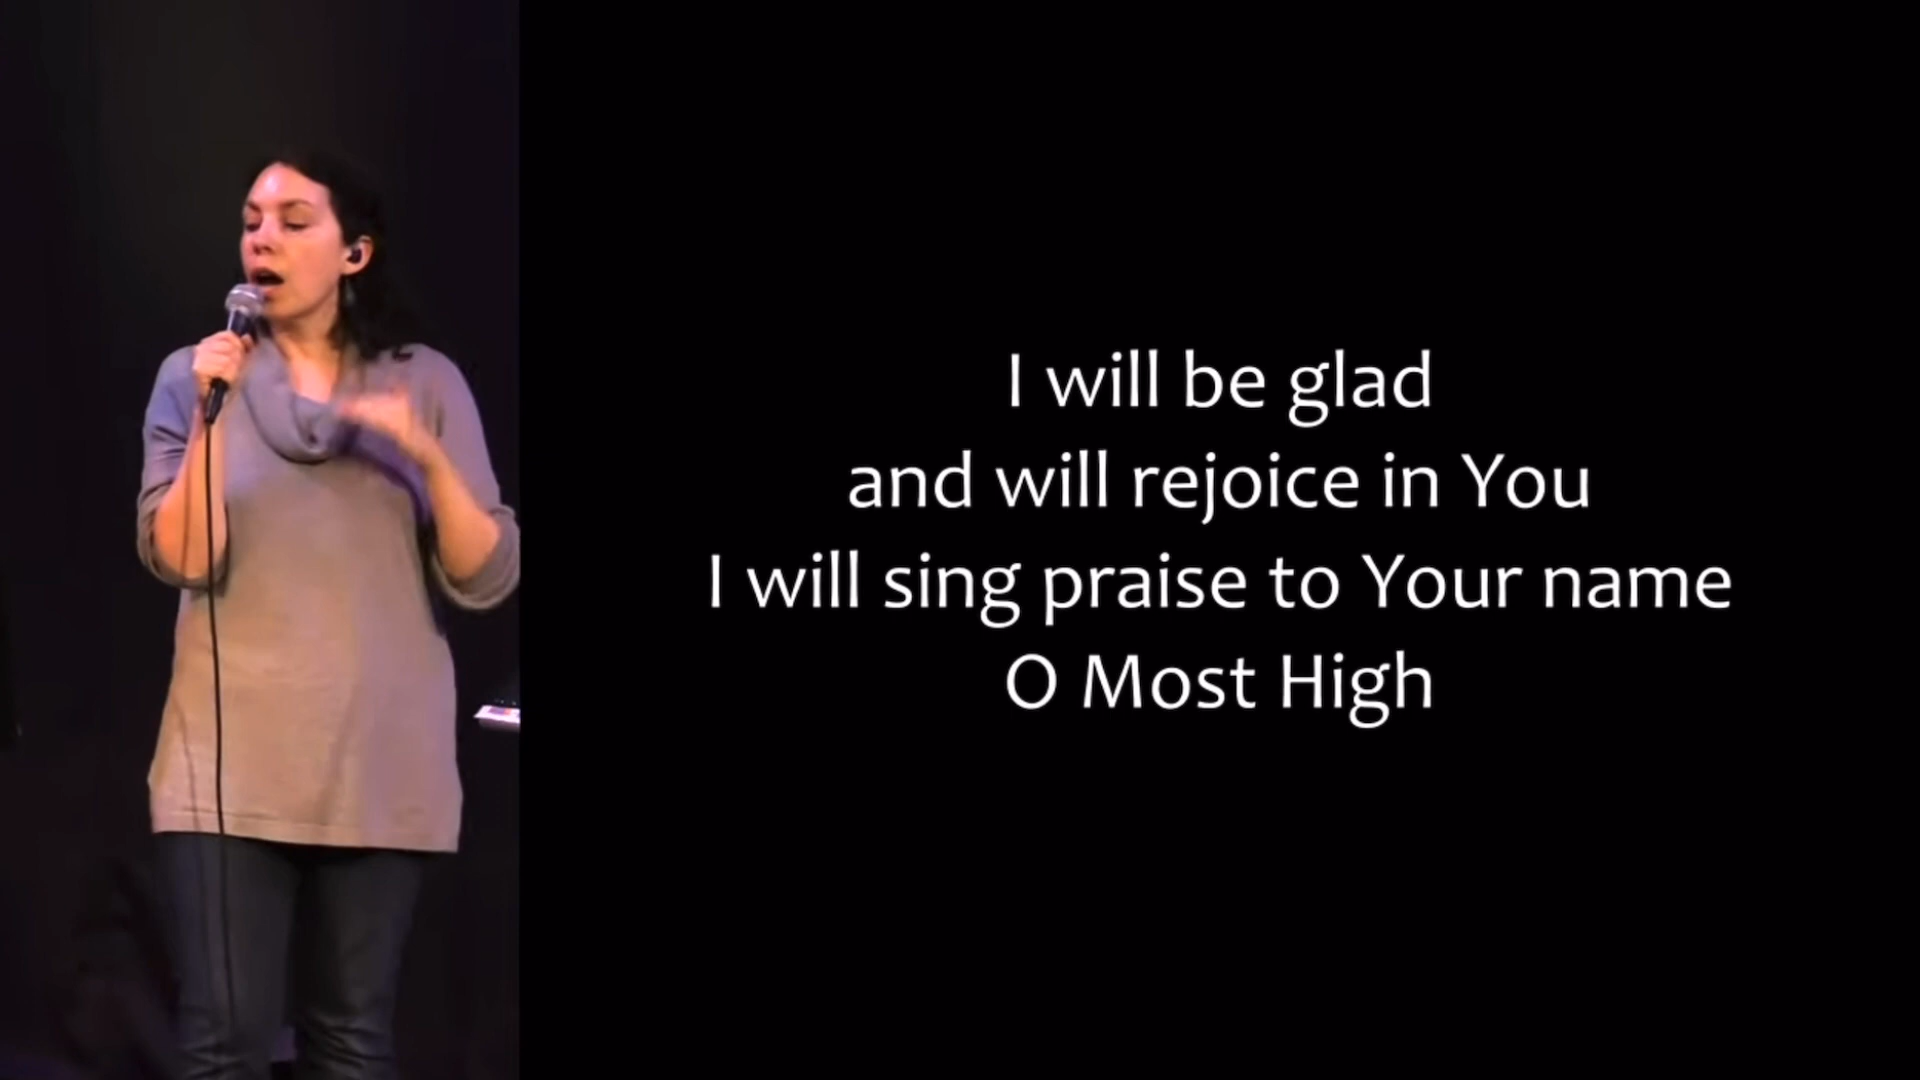 I will be glad
and will rejoice in You
I will sing praise to Your name
O Most High